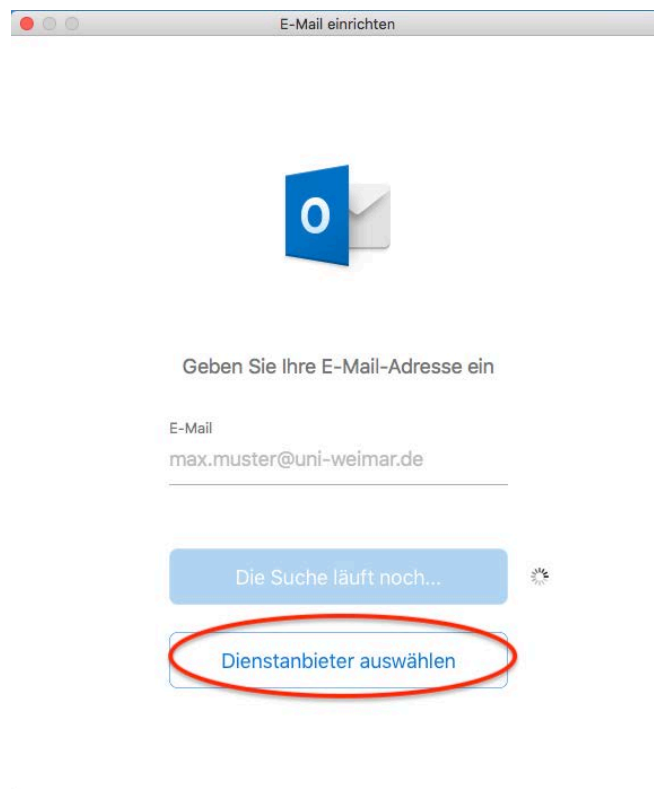 E-Mail einrichten
O
Geben Sie Ihre E-Mail-Adresse ein
E-Mail
max.muster@uni-weimar.de
Die Suche läuft noch...
Dienstanbieter auswählen